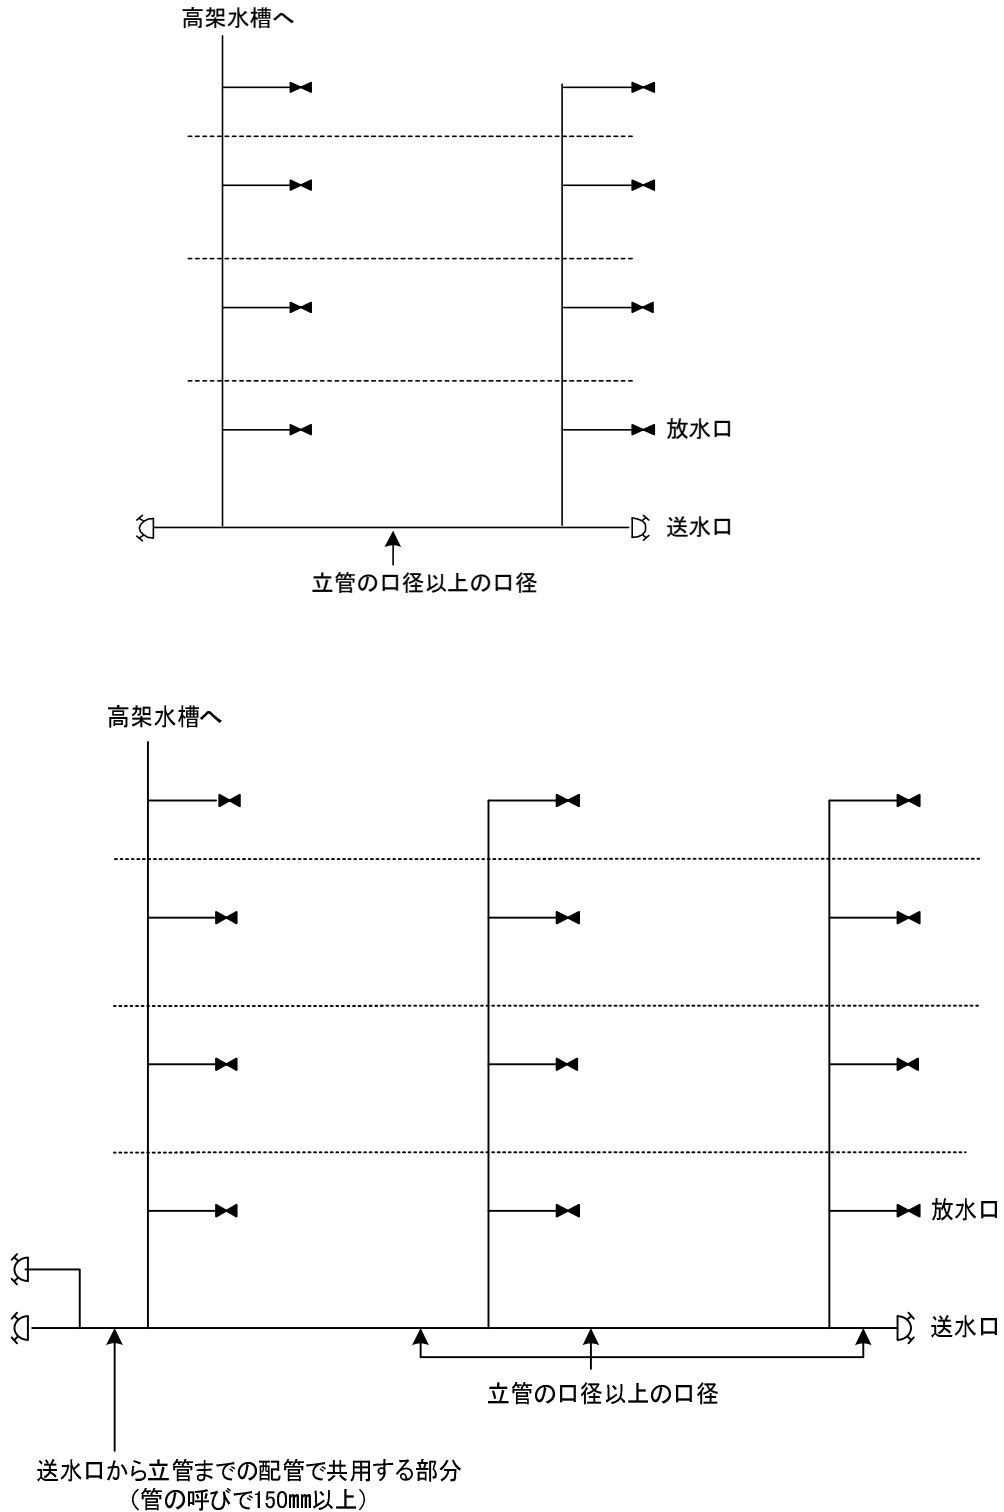 高架水槽へ
放水口
送水口
立管の口径以上の口径
高架水槽へ
放水口
送水口
立管の口径以上の口径
送水口から立管までの配管で共用する部分
（管の呼びで150mm以上）